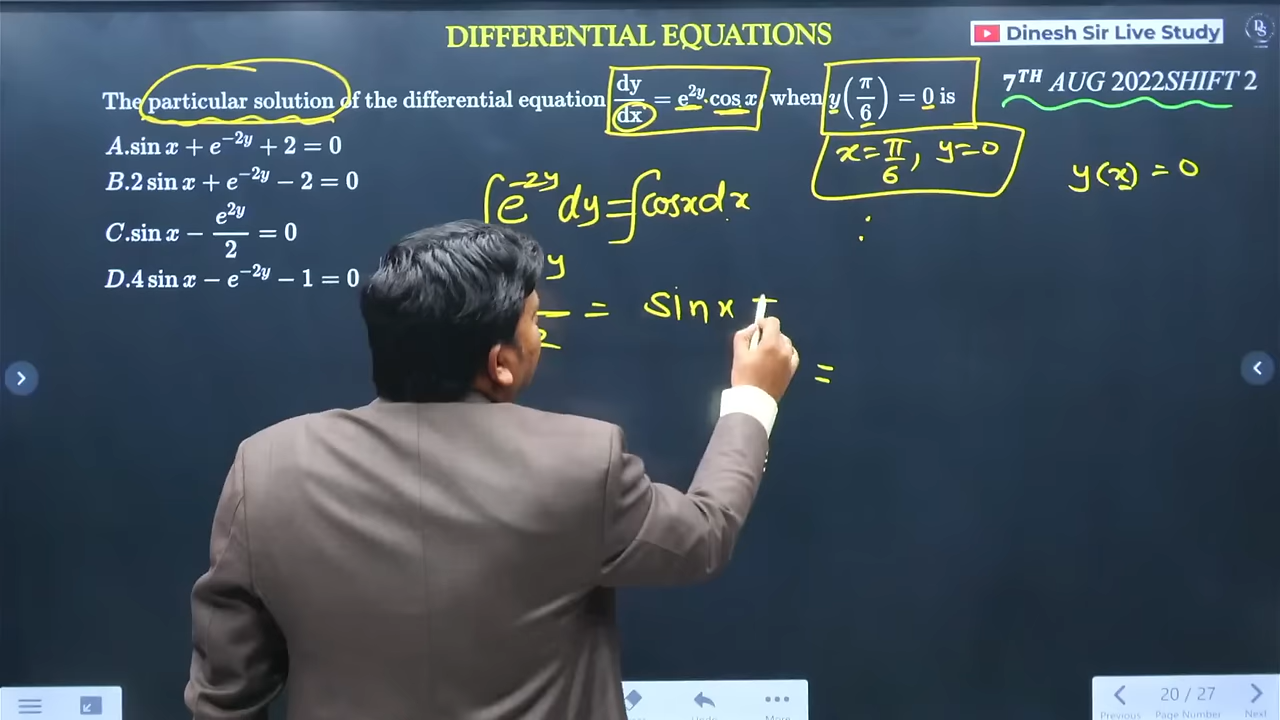 DIFFERENTIAL EQUATIONS
Dinesh Sir Live Study
DS
7TH AUG 2022SHIFT 2
The particular solution of the differential equation dy/dx = e^{2y}·cos x, when y(π/6) = 0 is
A.sin x + e^{−2y} + 2 = 0
B.2 sin x + e^{−2y} − 2 = 0
C.sin x − e^{2y}/2 = 0
D.4 sin x − e^{−2y} − 1 = 0
x = π/6, y = 0
y(x) = 0
∫e^{−2y} dy = ∫cosx dx
y
= sin x
=
20 / 27
Previous Page Number Next
Undo More